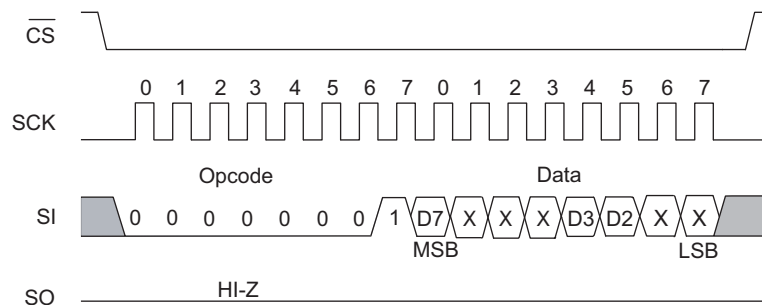 CS
0 1 2 3 4 5 6 7 0 1 2 3 4 5 6 7
SCK
Opcode Data
SI 0 0 0 0 0 0 0 1 D7 X X X D3 D2 X X
MSB LSB
HI-Z
SO